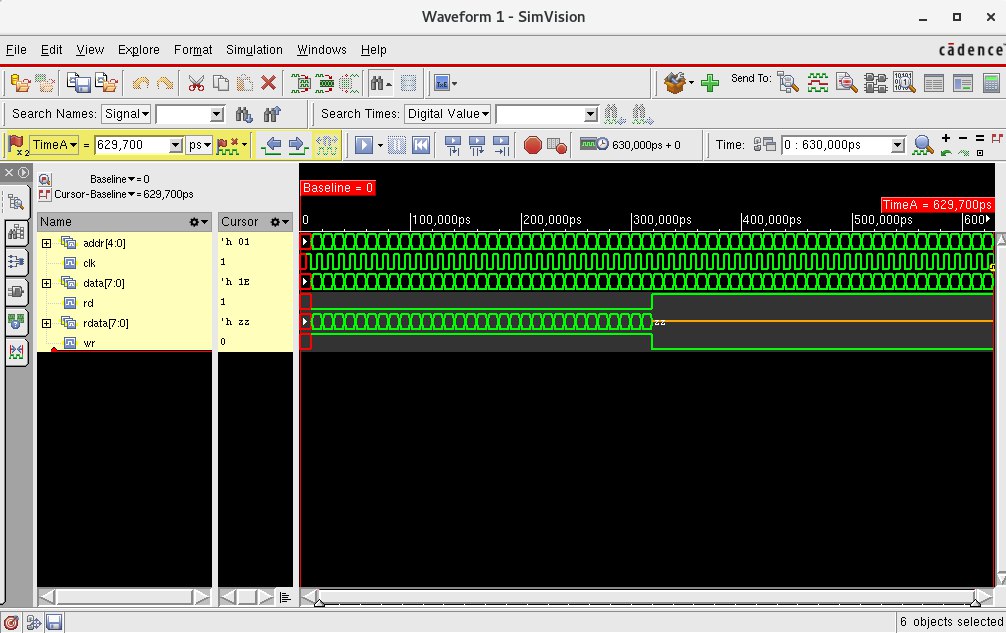 Waveform 1 - SimVision
File Edit View Explore Format Simulation Windows Help cādence
Send To:
Search Names: Signal Search Times: Digital Value
TimeA = 629,700 ps 630,000ps + 0 Time: 0 : 630,000ps
Baseline = 0
Cursor-Baseline = 629,700ps
Baseline = 0
TimeA = 629,700ps
Name Cursor 0 100,000ps 200,000ps 300,000ps 400,000ps 500,000ps 600
addr[4:0] 'h 01
clk 1
data[7:0] 'h 1E
rd 1
rdata[7:0] 'h zz zz
wr 0
6 objects selected